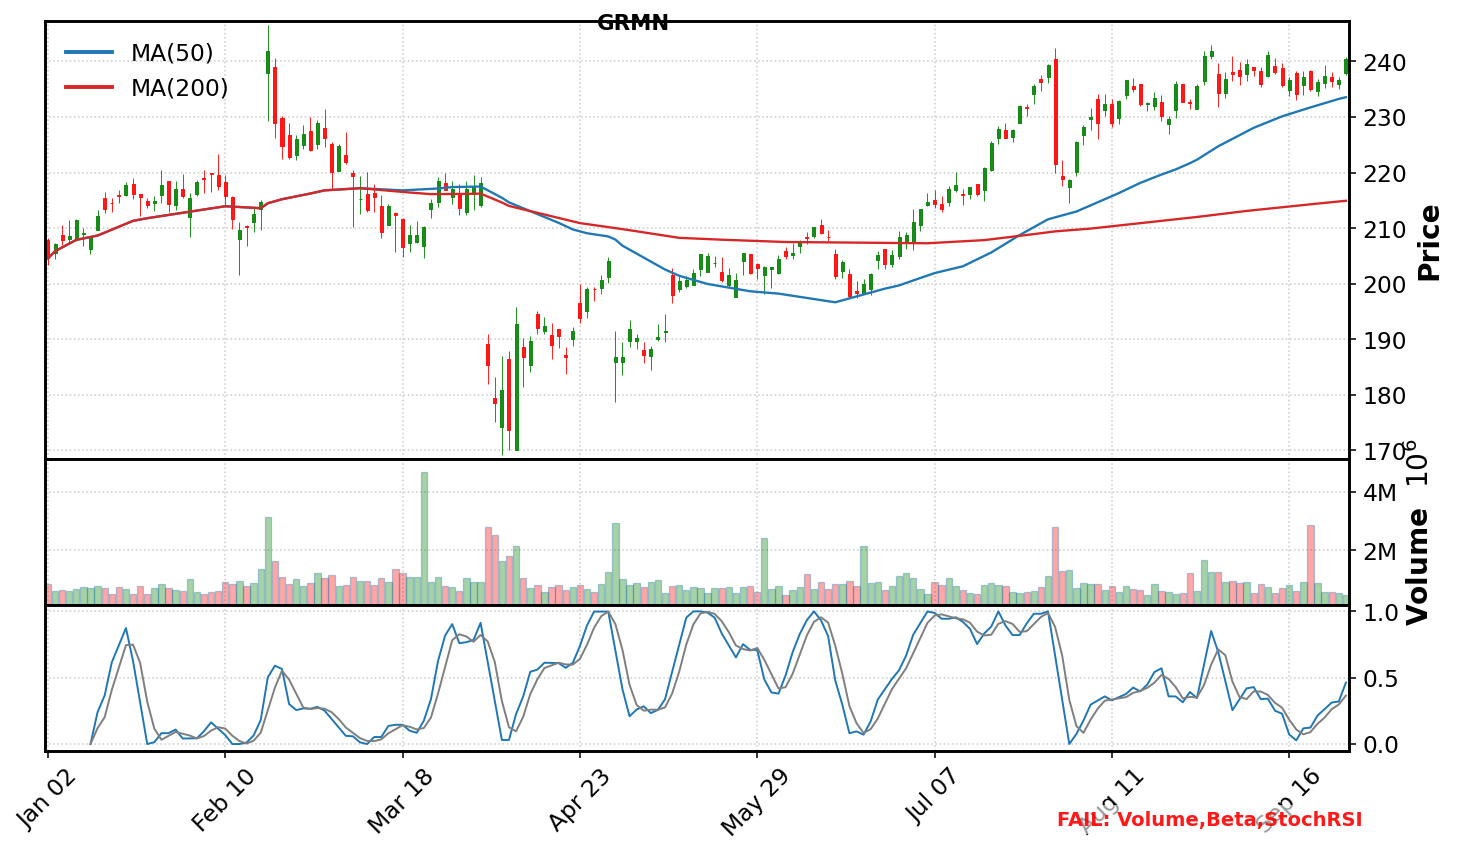 GRMN
MA(50)
MA(200)
240
230
220
210
200
190
180
170
Price
10⁶
4M
2M
Volume
1.0
0.5
0.0
Jan 02
Feb 10
Mar 18
Apr 23
May 29
Jul 07
Aug 11
Sep 16
FAIL: Volume,Beta,StochRSI